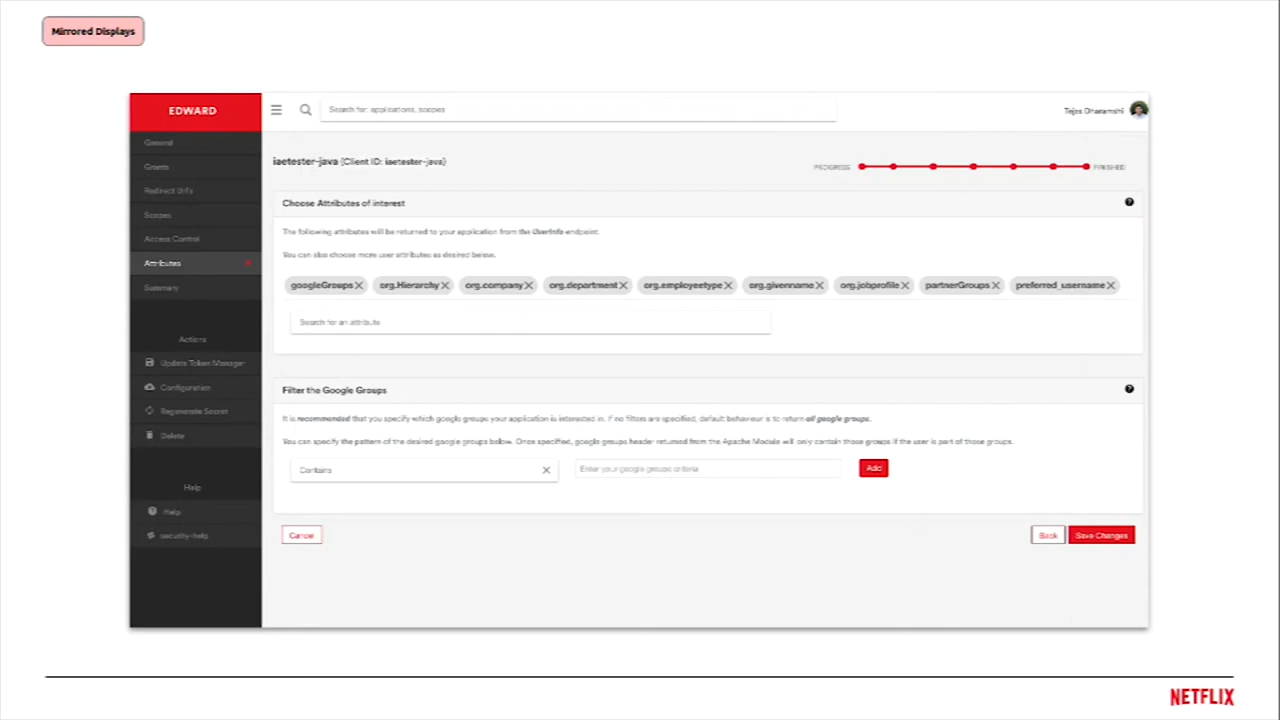 Mirrored Displays
EDWARD
Search for: applications, scopes
Tejas Dharamshi
General
Grants
Redirect Urls
Scopes
Access Control
Attributes
Summary
Actions
Update Token Manager
Configuration
Regenerate Secret
Delete
Help
Help
security-help
iaetester-java (Client ID: iaetester-java)
PROGRESS
FINISHED
Choose Attributes of interest
The following attributes will be returned to your application from the UserInfo endpoint.
You can also choose more user attributes as desired below.
googleGroups org.Hierarchy org.company org.department org.employeetype org.givenname org.jobprofile partnerGroups preferred_username
Search for an attribute
Filter the Google Groups
It is recommended that you specify which google groups your application is interested in. If no filters are specified, default behaviour is to return all google groups.
You can specify the pattern of the desired google groups below. Once specified, google groups header returned from the Apache Module will only contain those groups if the user is part of those groups.
Contains
Enter your google groups criteria
Add
Cancel
Back
Save Changes
NETFLIX